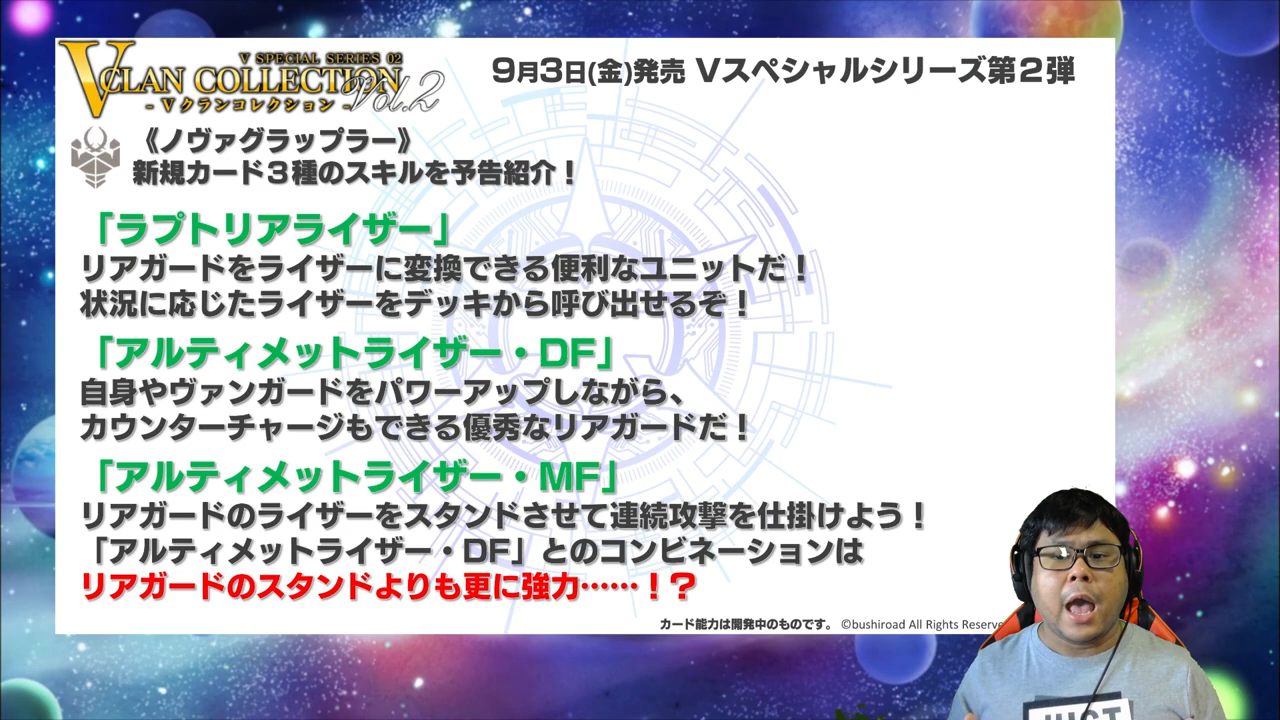 V SPECIAL SERIES 02
V CLAN COLLECTION Vol.2
- Vクランコレクション -
9月3日(金)発売 Vスペシャルシリーズ第2弾
《ノヴァグラップラー》
新規カード3種のスキルを予告紹介!
「ラプトリアライザー」
リアガードをライザーに変換できる便利なユニットだ!
状況に応じたライザーをデッキから呼び出せるぞ!
「アルティメットライザー・DF」
自身やヴァンガードをパワーアップしながら、
カウンターチャージもできる優秀なリアガードだ!
「アルティメットライザー・MF」
リアガードのライザーをスタンドさせて連続攻撃を仕掛けよう!
「アルティメットライザー・DF」とのコンビネーションは
リアガードのスタンドよりも更に強力……!?
カード能力は開発中のものです。 ©bushiroad All Rights Reserve
JUST